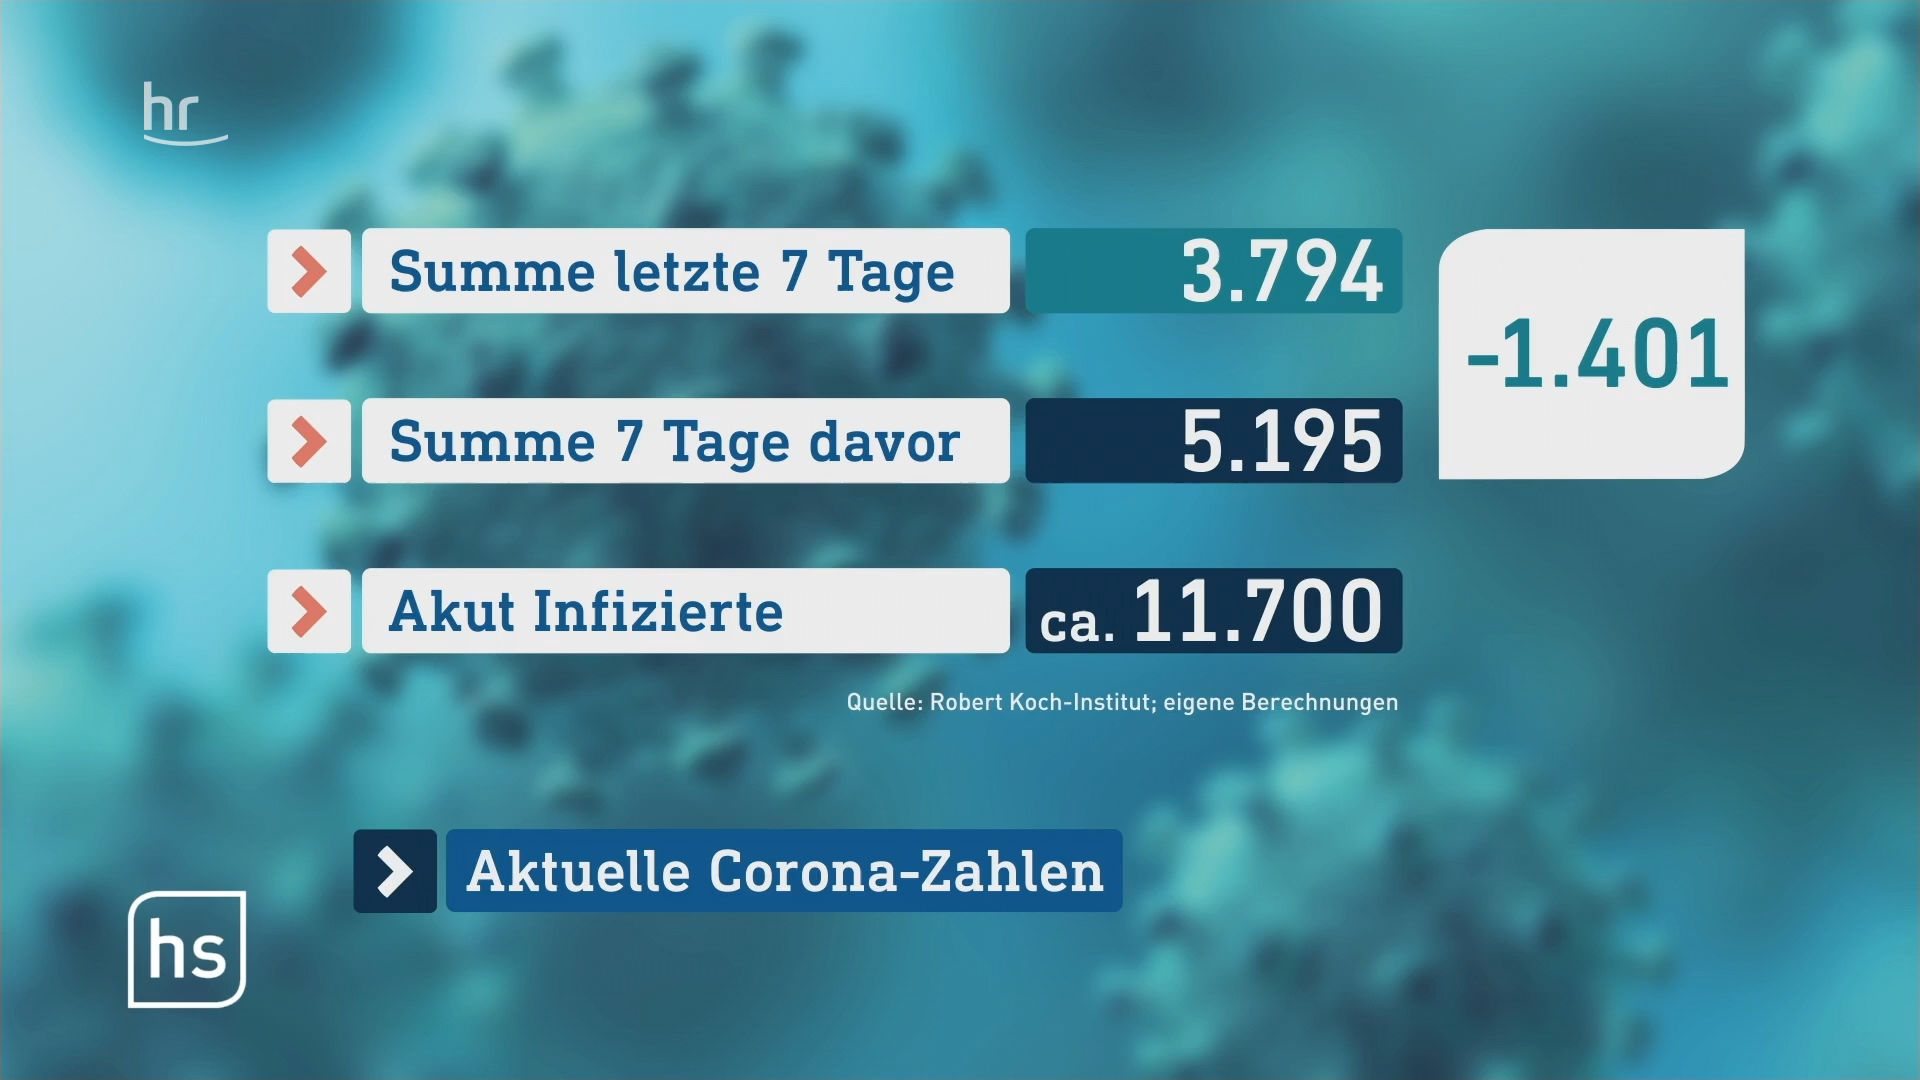 hr
Summe letzte 7 Tage 3.794
-1.401
Summe 7 Tage davor 5.195
Akut Infizierte ca. 11.700
Quelle: Robert Koch-Institut; eigene Berechnungen
Aktuelle Corona-Zahlen
hs